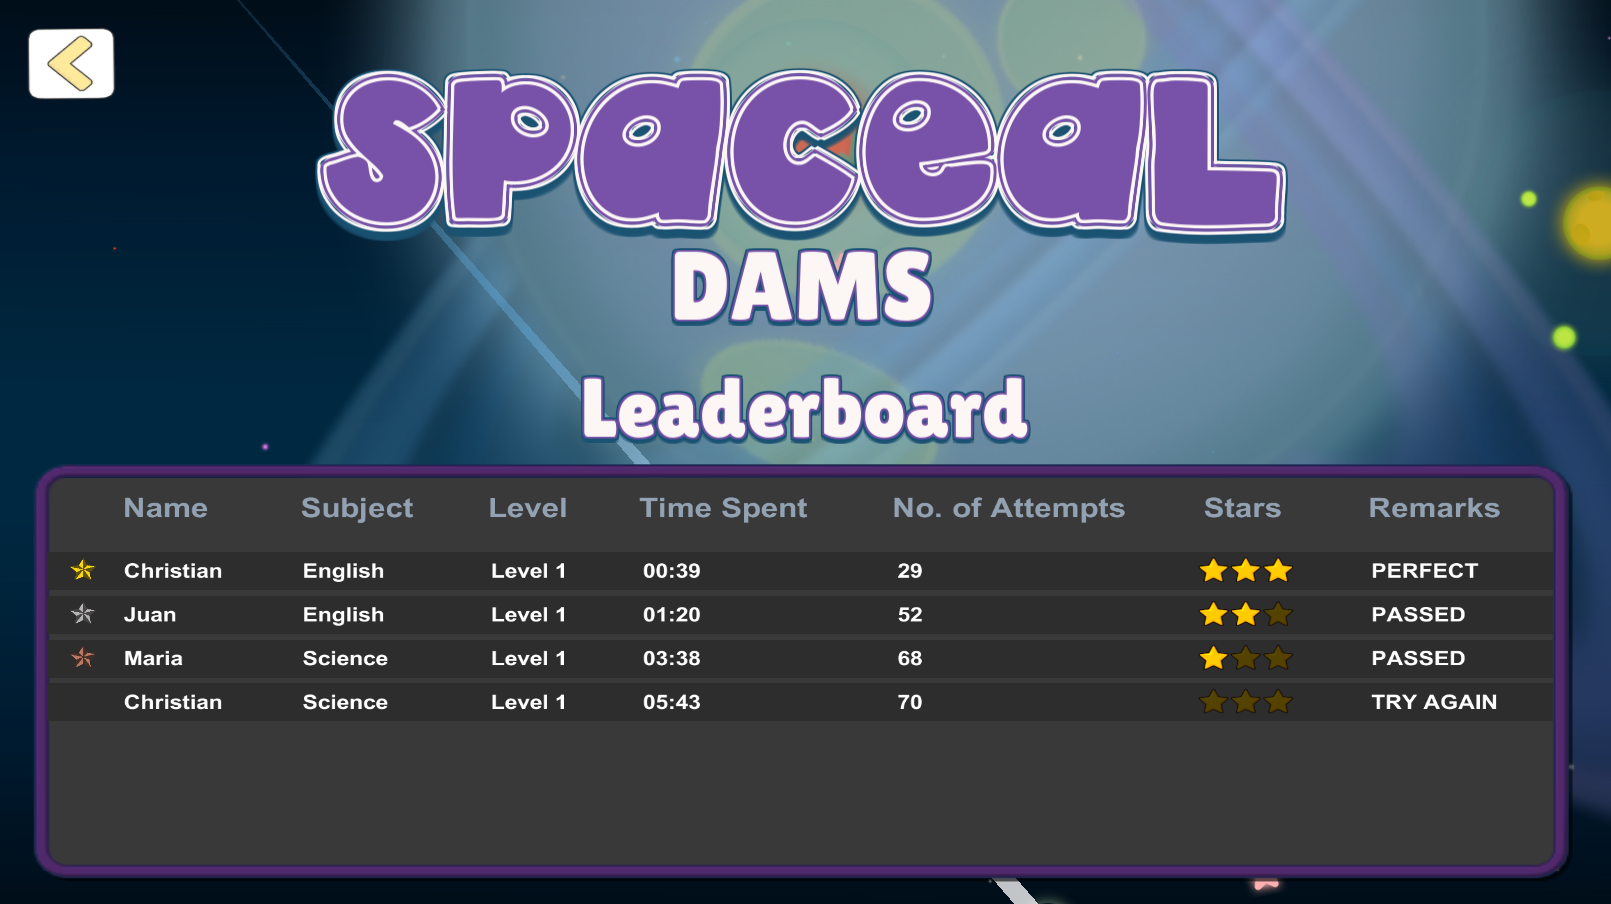 SPACEAL
DAMS
Leaderboard
Name Subject Level Time Spent No. of Attempts Stars Remarks
Christian English Level 1 00:39 29 PERFECT
Juan English Level 1 01:20 52 PASSED
Maria Science Level 1 03:38 68 PASSED
Christian Science Level 1 05:43 70 TRY AGAIN